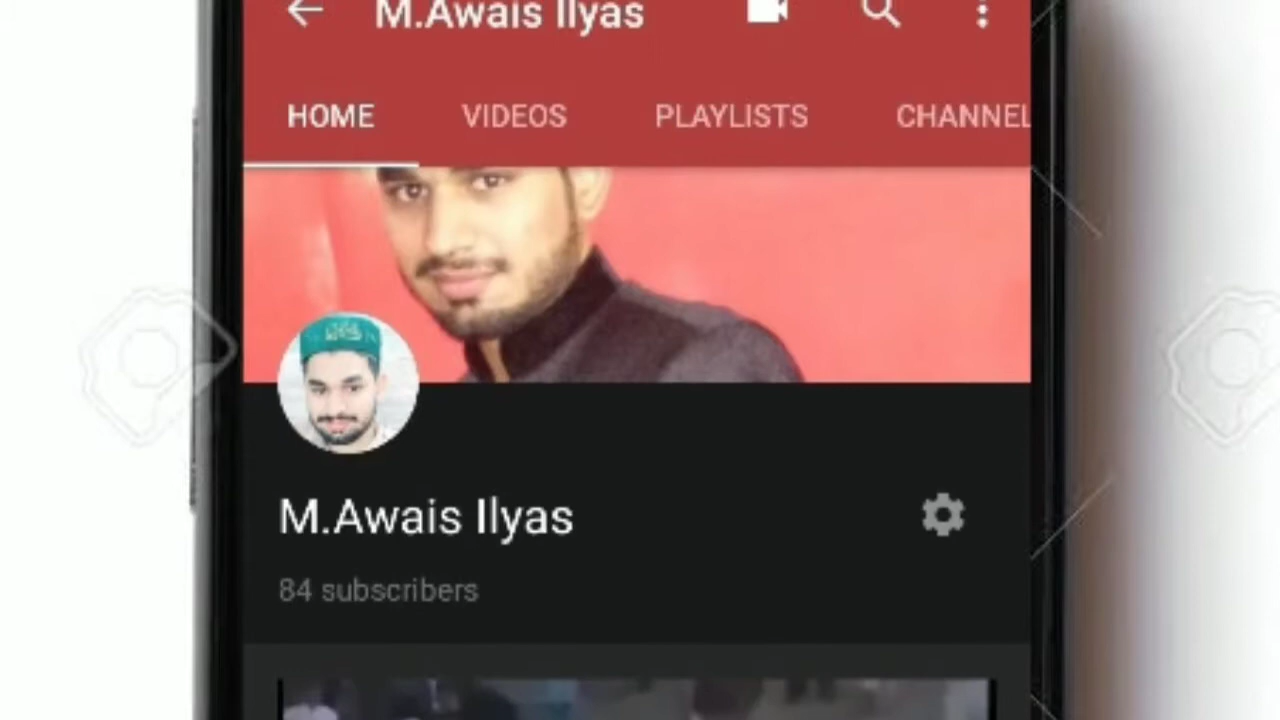 M.Awais Ilyas
HOME VIDEOS PLAYLISTS CHANNEL
M.Awais Ilyas
84 subscribers